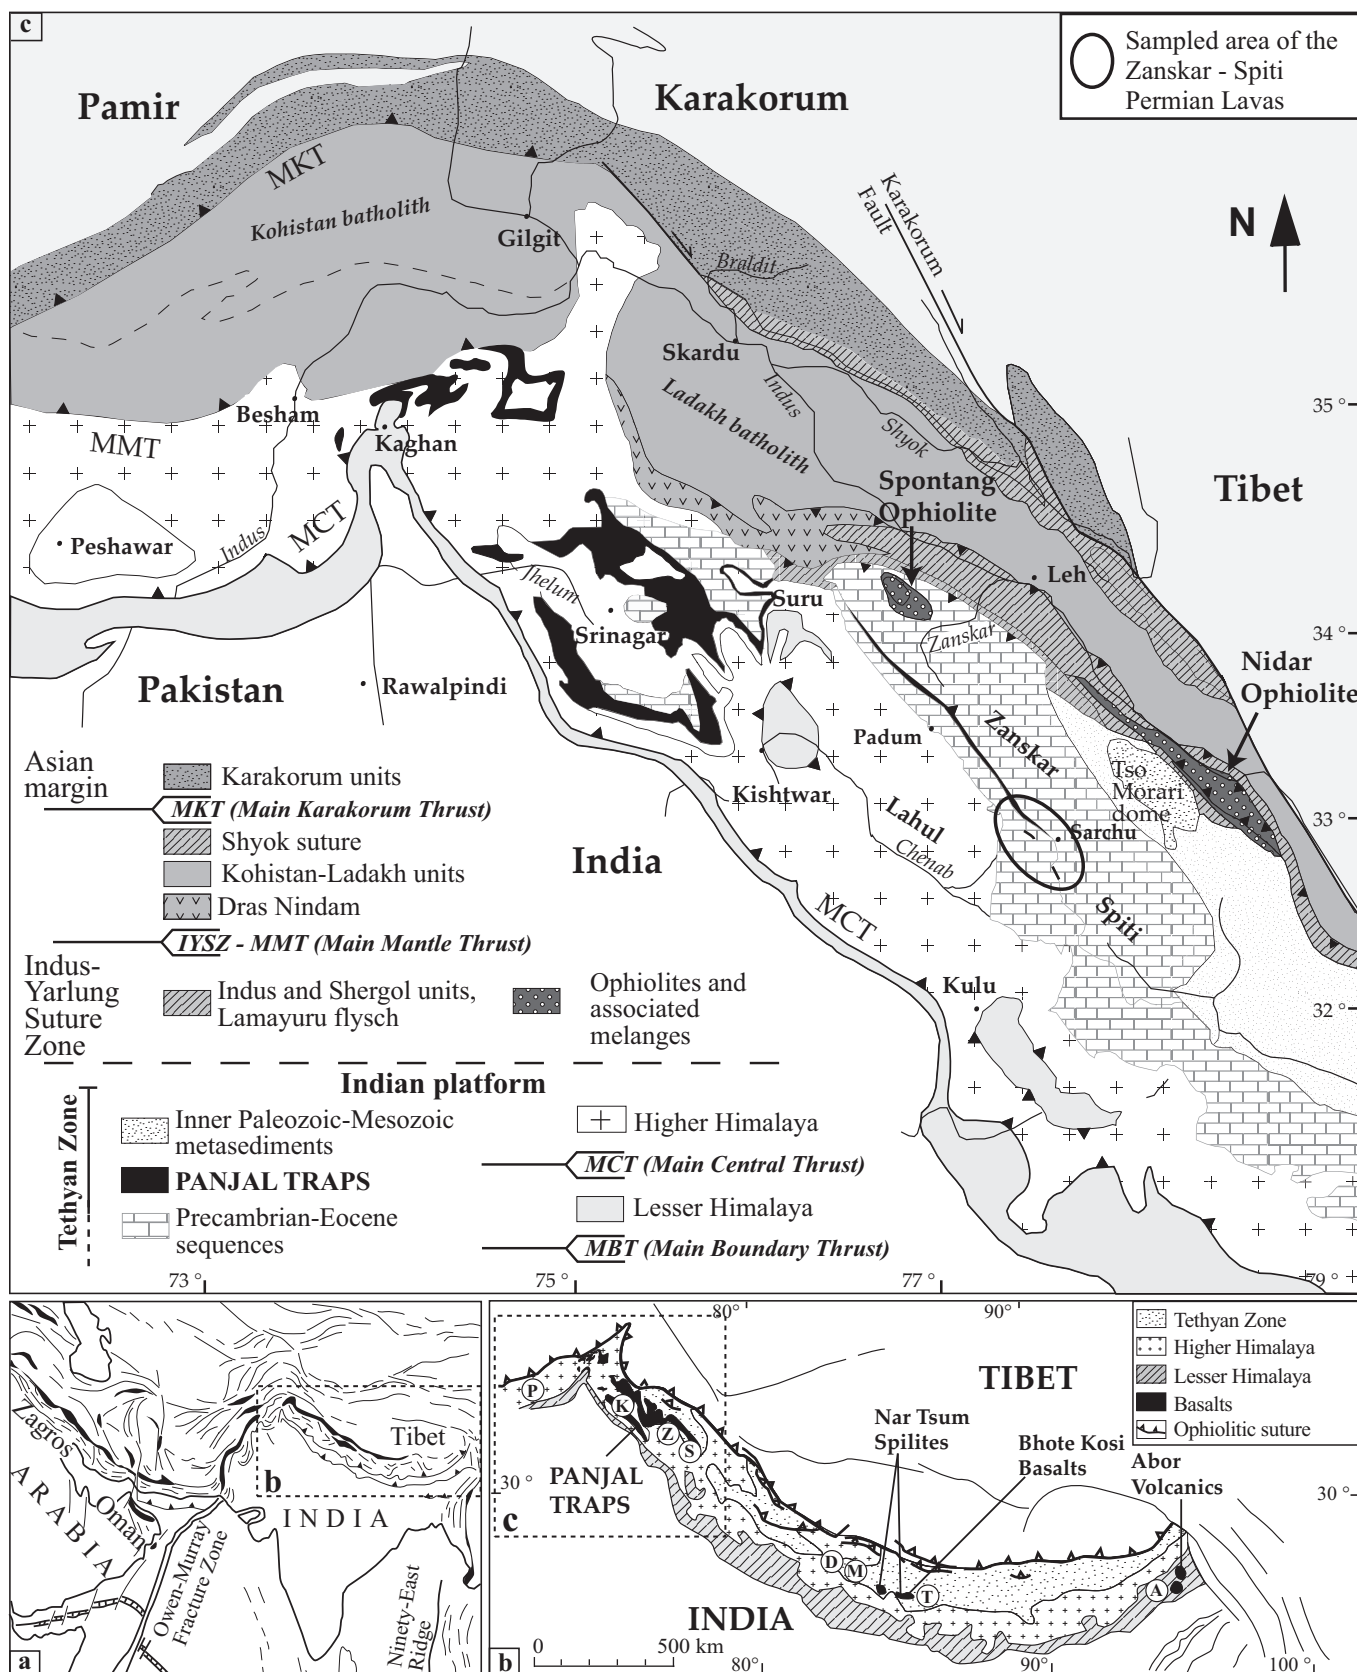 c
Sampled area of the
Zanskar - Spiti
Permian Lavas
Pamir
Karakorum
MKT
Kohistan batholith
Gilgit
Karakorum
Fault
N
Braldit
Skardu
Indus
Ladakh batholith
Shyok
35 °
Besham
MMT
Kaghan
Spontang
Ophiolite
Tibet
Peshawar
Indus
MCT
Jhelum
Leh
Suru
Srinagar
Zanskar
34 °
Nidar
Ophiolite
Pakistan
Rawalpindi
Padum
Zanskar
Tso
Morari
dome
Kishtwar
Lahul
Sarchu
33 °
Chenab
India
MCT
Spiti
Kulu
32 °
Asian
margin
Karakorum units
MKT (Main Karakorum Thrust)
Shyok suture
Kohistan-Ladakh units
Dras Nindam
IYSZ - MMT (Main Mantle Thrust)
Indus-
Yarlung
Suture
Zone
Indus and Shergol units,
Lamayuru flysch
Ophiolites and
associated
melanges
Indian platform
Tethyan Zone
Inner Paleozoic-Mesozoic
metasediments
PANJAL TRAPS
Precambrian-Eocene
sequences
Higher Himalaya
MCT (Main Central Thrust)
Lesser Himalaya
MBT (Main Boundary Thrust)
73 °
75 °
77 °
79 °
Zagros
ARABIA
Oman
Owen-Murray
Fracture Zone
INDIA
Tibet
b
Ninety-East
Ridge
a
80°
90°
Tethyan Zone
Higher Himalaya
Lesser Himalaya
Basalts
Ophiolitic suture
TIBET
P
K
Z
S
PANJAL
TRAPS
30 °
c
Nar Tsum
Spilites
Bhote Kosi
Basalts
Abor
Volcanics
30 °
D
M
T
A
INDIA
b
0
500 km
80°
90°
100 °